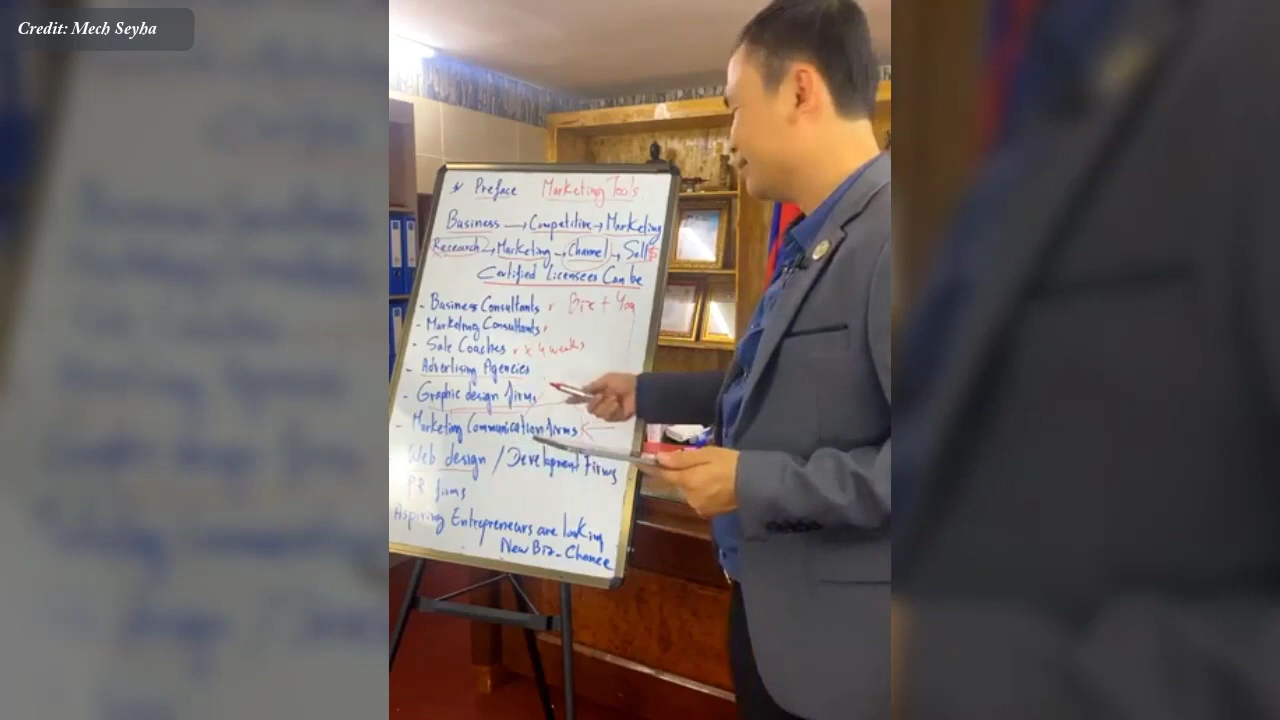 Credit: Mech Seyha
* Preface Marketing Tools
Business → Competitive → Marketing
Research → Marketing → Channel → Sell $
Certified Licensees Can be
- Business Consultants Biz +
- Marketing Consultants
- Sale Coaches x 4 weeks
- Advertising Agencies
- Graphic design firms
- Marketing Communication firms
Web design / Development Firms
PR firms
Aspiring Entrepreneurs are looking
New Biz - Chance